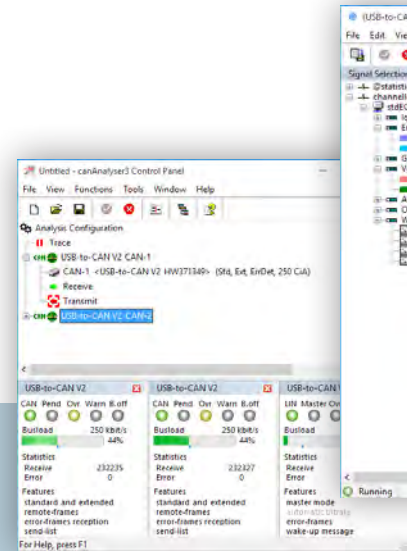 (USB-to-CA
File Edit Vie
Signal Selection
Untitled - canAnalyser3 Control Panel
File View Functions Tools Window Help
Analysis Configuration
Trace
USB-to-CAN V2 CAN-1
CAN-1 <USB-to-CAN V2 HW371349> (Std, Ext, ErrDet, 250 CiA)
Receive
Transmit
USB-to-CAN V2 CAN-2
USB-to-CAN V2
CAN Pend Ovr Warn B.off
Busload 250 kbit/s
44%
Statistics
Receive 232235
Error 0
Features
standard and extended
remote-frames
error-frames reception
send-list
USB-to-CAN V2
CAN Pend Ovr Warn B.off
Busload 250 kbit/s
44%
Statistics
Receive 232327
Error 0
Features
standard and extended
remote-frames
error-frames reception
send-list
USB-to-CAN
LIN Master Ov
Busload
Statistics
Receive
Error
Features
master mode
error-frames
wake-up message
Running
For Help, press F1